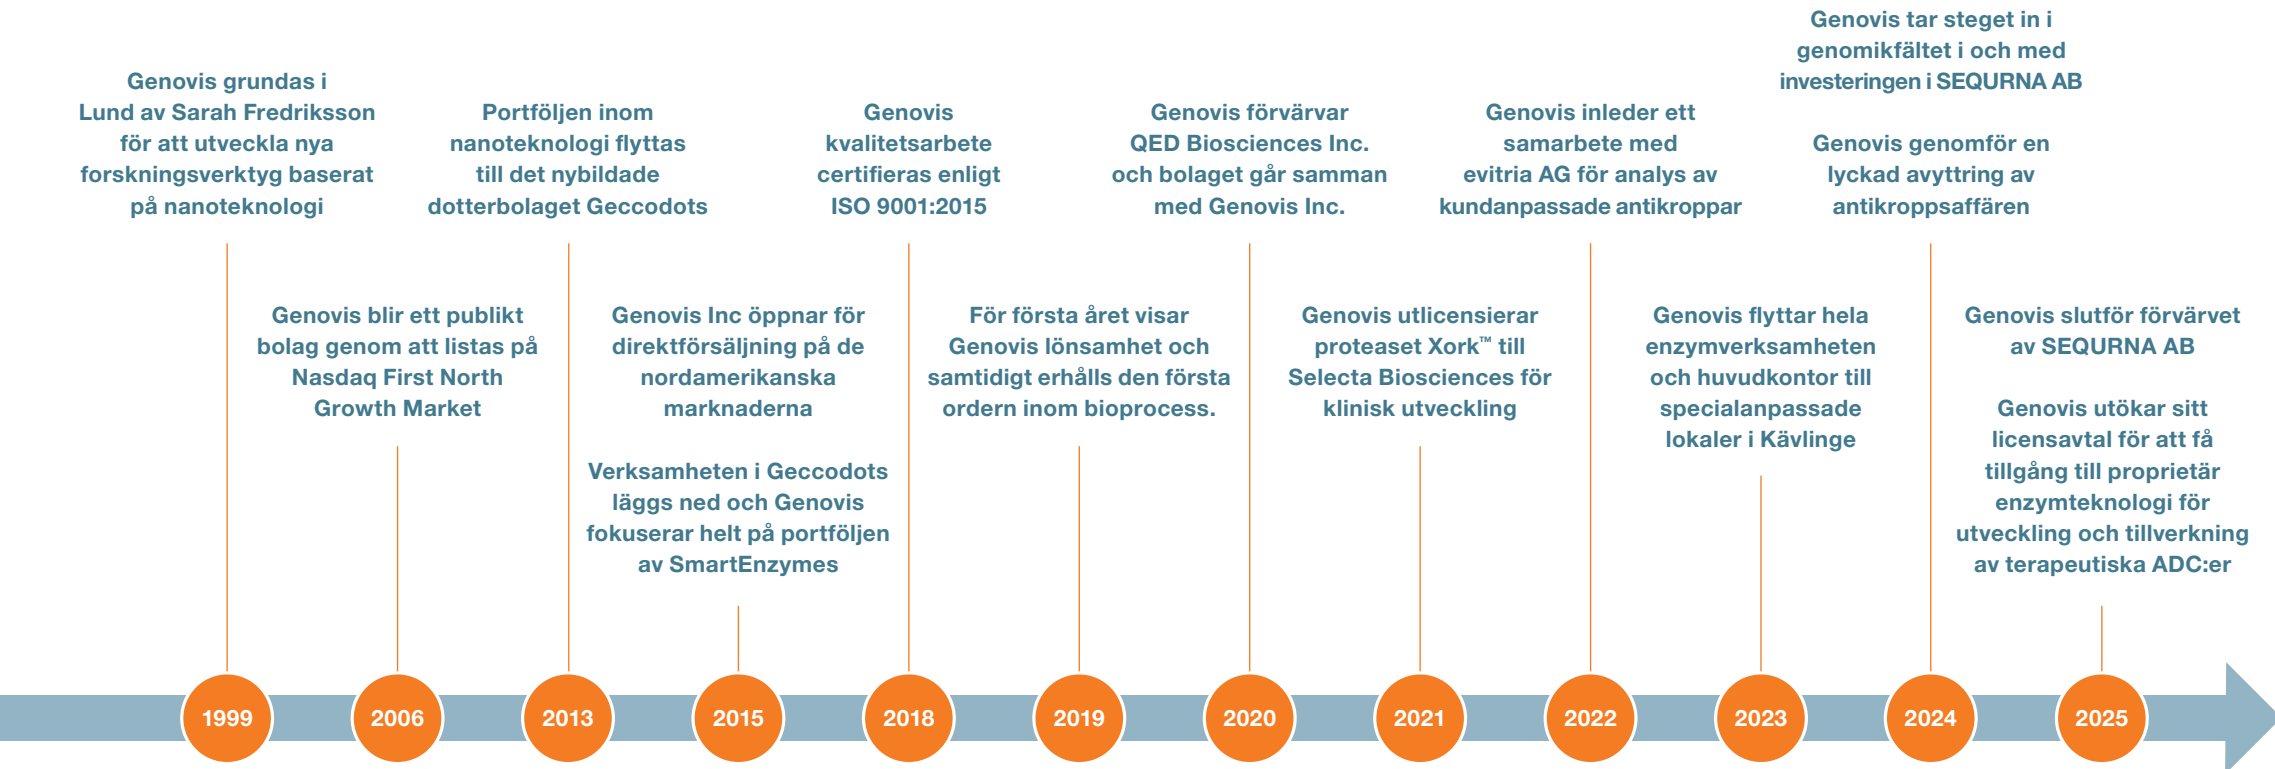 Genovis grundas i
Lund av Sarah Fredriksson
för att utveckla nya
forskningsverktyg baserat
på nanoteknologi
Genovis blir ett publikt
bolag genom att listas på
Nasdaq First North
Growth Market
Portföljen inom
nanoteknologi flyttas
till det nybildade
dotterbolaget Geccodots
Genovis Inc öppnar för
direktförsäljning på de
nordamerikanska
marknaderna
Verksamheten i Geccodots
läggs ned och Genovis
fokuserar helt på portföljen
av SmartEnzymes
Genovis
kvalitetsarbete
certifieras enligt
ISO 9001:2015
För första året visar
Genovis lönsamhet och
samtidigt erhålls den första
ordern inom bioprocess.
Genovis förvärvar
QED Biosciences Inc.
och bolaget går samman
med Genovis Inc.
Genovis utlicensierar
proteaset Xork™ till
Selecta Biosciences för
klinisk utveckling
Genovis inleder ett
samarbete med
evitria AG för analys av
kundanpassade antikroppar
Genovis flyttar hela
enzymverksamheten
och huvudkontor till
specialanpassade
lokaler i Kävlinge
Genovis tar steget in i
genomikfältet i och med
investeringen i SEQURNA AB
Genovis genomför en
lyckad avyttring av
antikroppsaffären
Genovis slutför förvärvet
av SEQURNA AB
Genovis utökar sitt
licensavtal för att få
tillgång till proprietär
enzymteknologi för
utveckling och tillverkning
av terapeutiska ADC:er
1999
2006
2013
2015
2018
2019
2020
2021
2022
2023
2024
2025